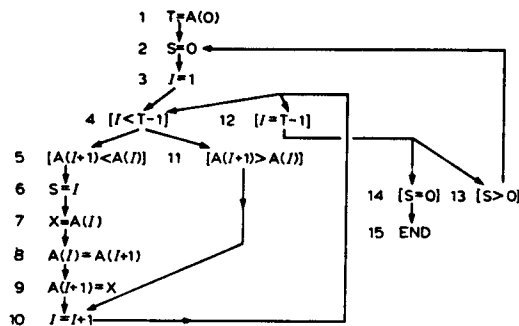 1 T=A(0)
2 S=0
3 I=1
4 [I<T-1] 12 [I=T-1]
5 [A(I+1)<A(I)] 11 [A(I+1)>A(I)]
6 S=I
14 [S=0] 13 [S>0]
7 X=A(I)
8 A(I)=A(I+1)
15 END
9 A(I+1)=X
10 I=I+1